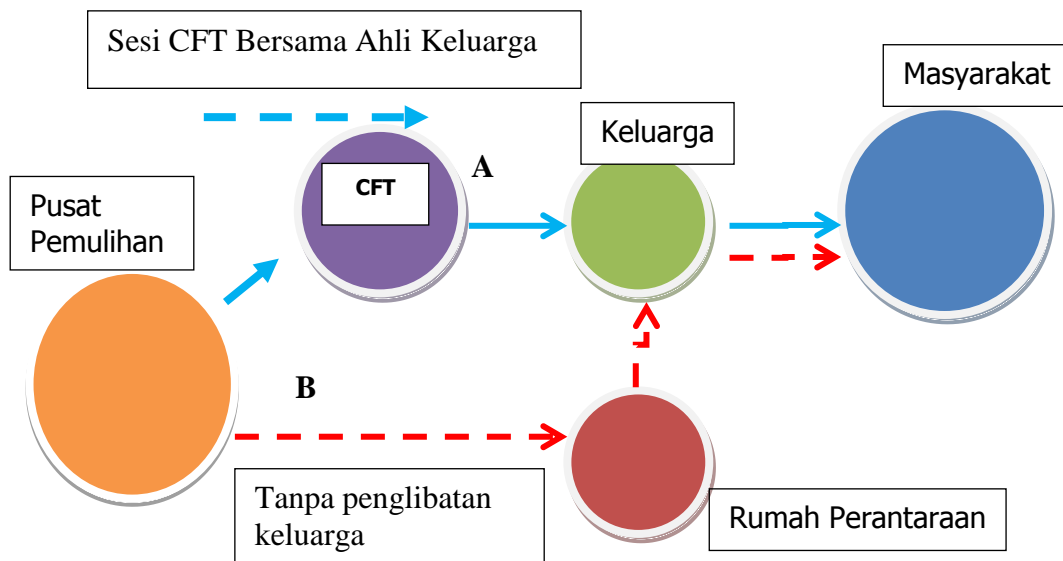 Sesi CFT Bersama Ahli Keluarga
Masyarakat
Keluarga
A
CFT
Pusat
Pemulihan
B
Tanpa penglibatan
keluarga
Rumah Perantaraan